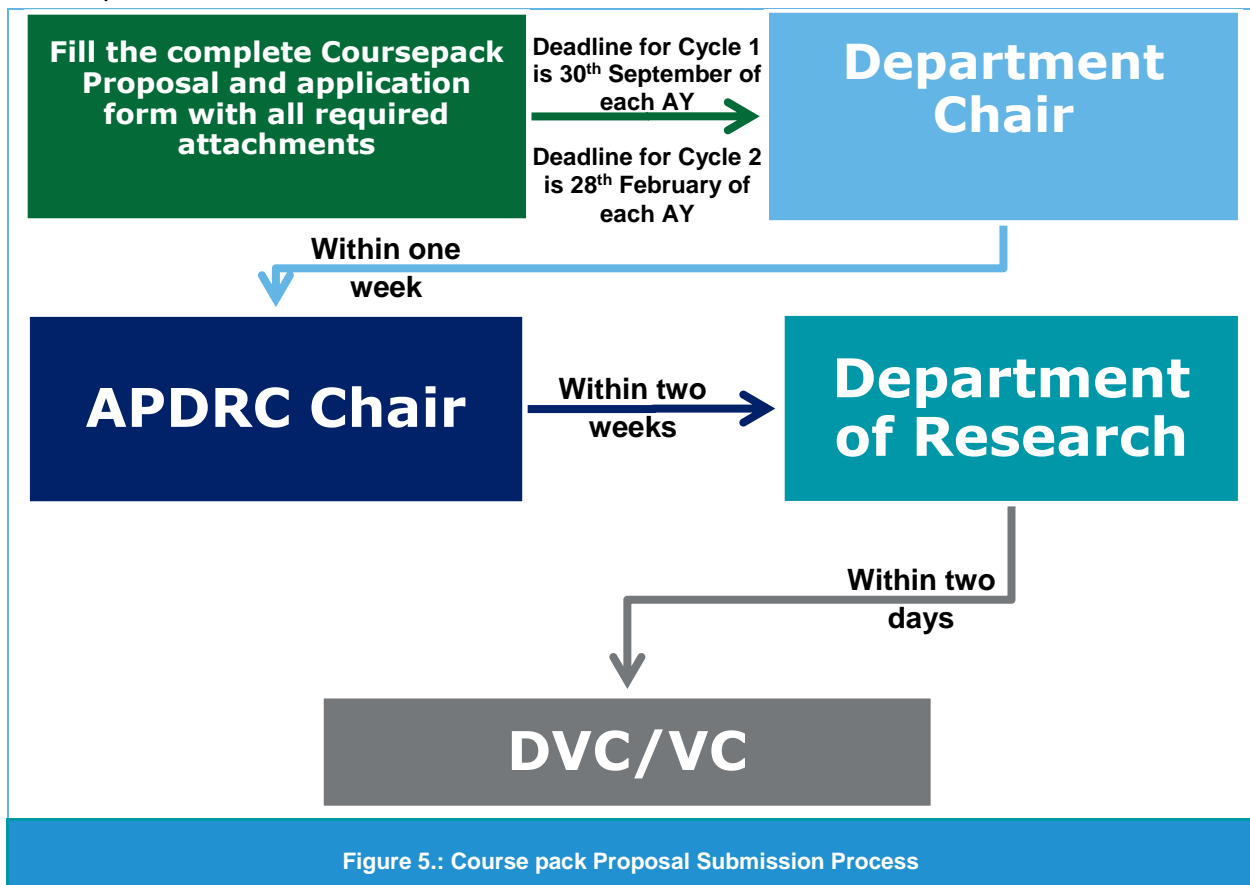 Fill the complete Coursepack
Proposal and application
form with all required
attachments
Deadline for Cycle 1
is 30th September of
each AY
Deadline for Cycle 2
is 28th February of
each AY
Department
Chair
Within one
week
APDRC Chair
Within two
weeks
Department
of Research
Within two
days
DVC/VC
Figure 5.: Course pack Proposal Submission Process